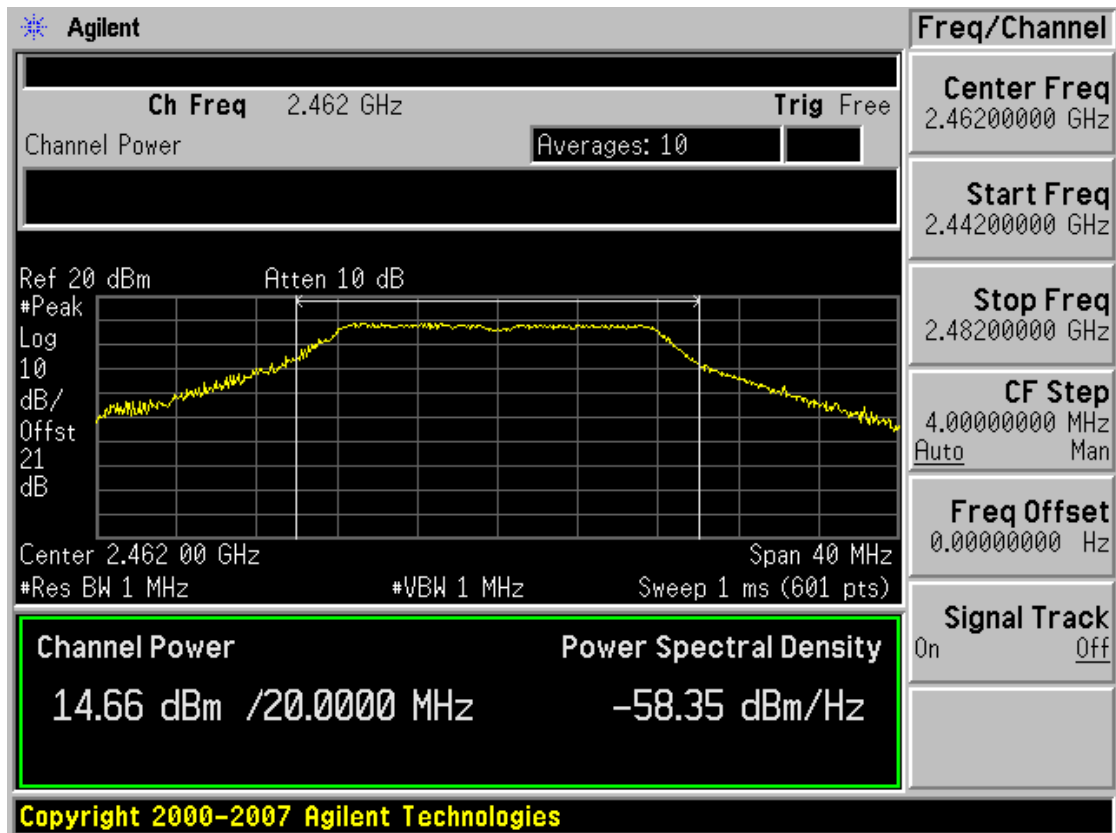 Agilent
Freq/Channel
Ch Freq 2.462 GHz Trig Free
Channel Power Averages: 10
Ref 20 dBm Atten 10 dB
#Peak
Log
10
dB/
Offst
21
dB
Center 2.462 00 GHz Span 40 MHz
#Res BW 1 MHz #VBW 1 MHz Sweep 1 ms (601 pts)
Channel Power Power Spectral Density
14.66 dBm /20.0000 MHz -58.35 dBm/Hz
Center Freq
2.46200000 GHz
Start Freq
2.44200000 GHz
Stop Freq
2.48200000 GHz
CF Step
4.00000000 MHz
Auto Man
Freq Offset
0.00000000 Hz
Signal Track
On Off
Copyright 2000-2007 Agilent Technologies